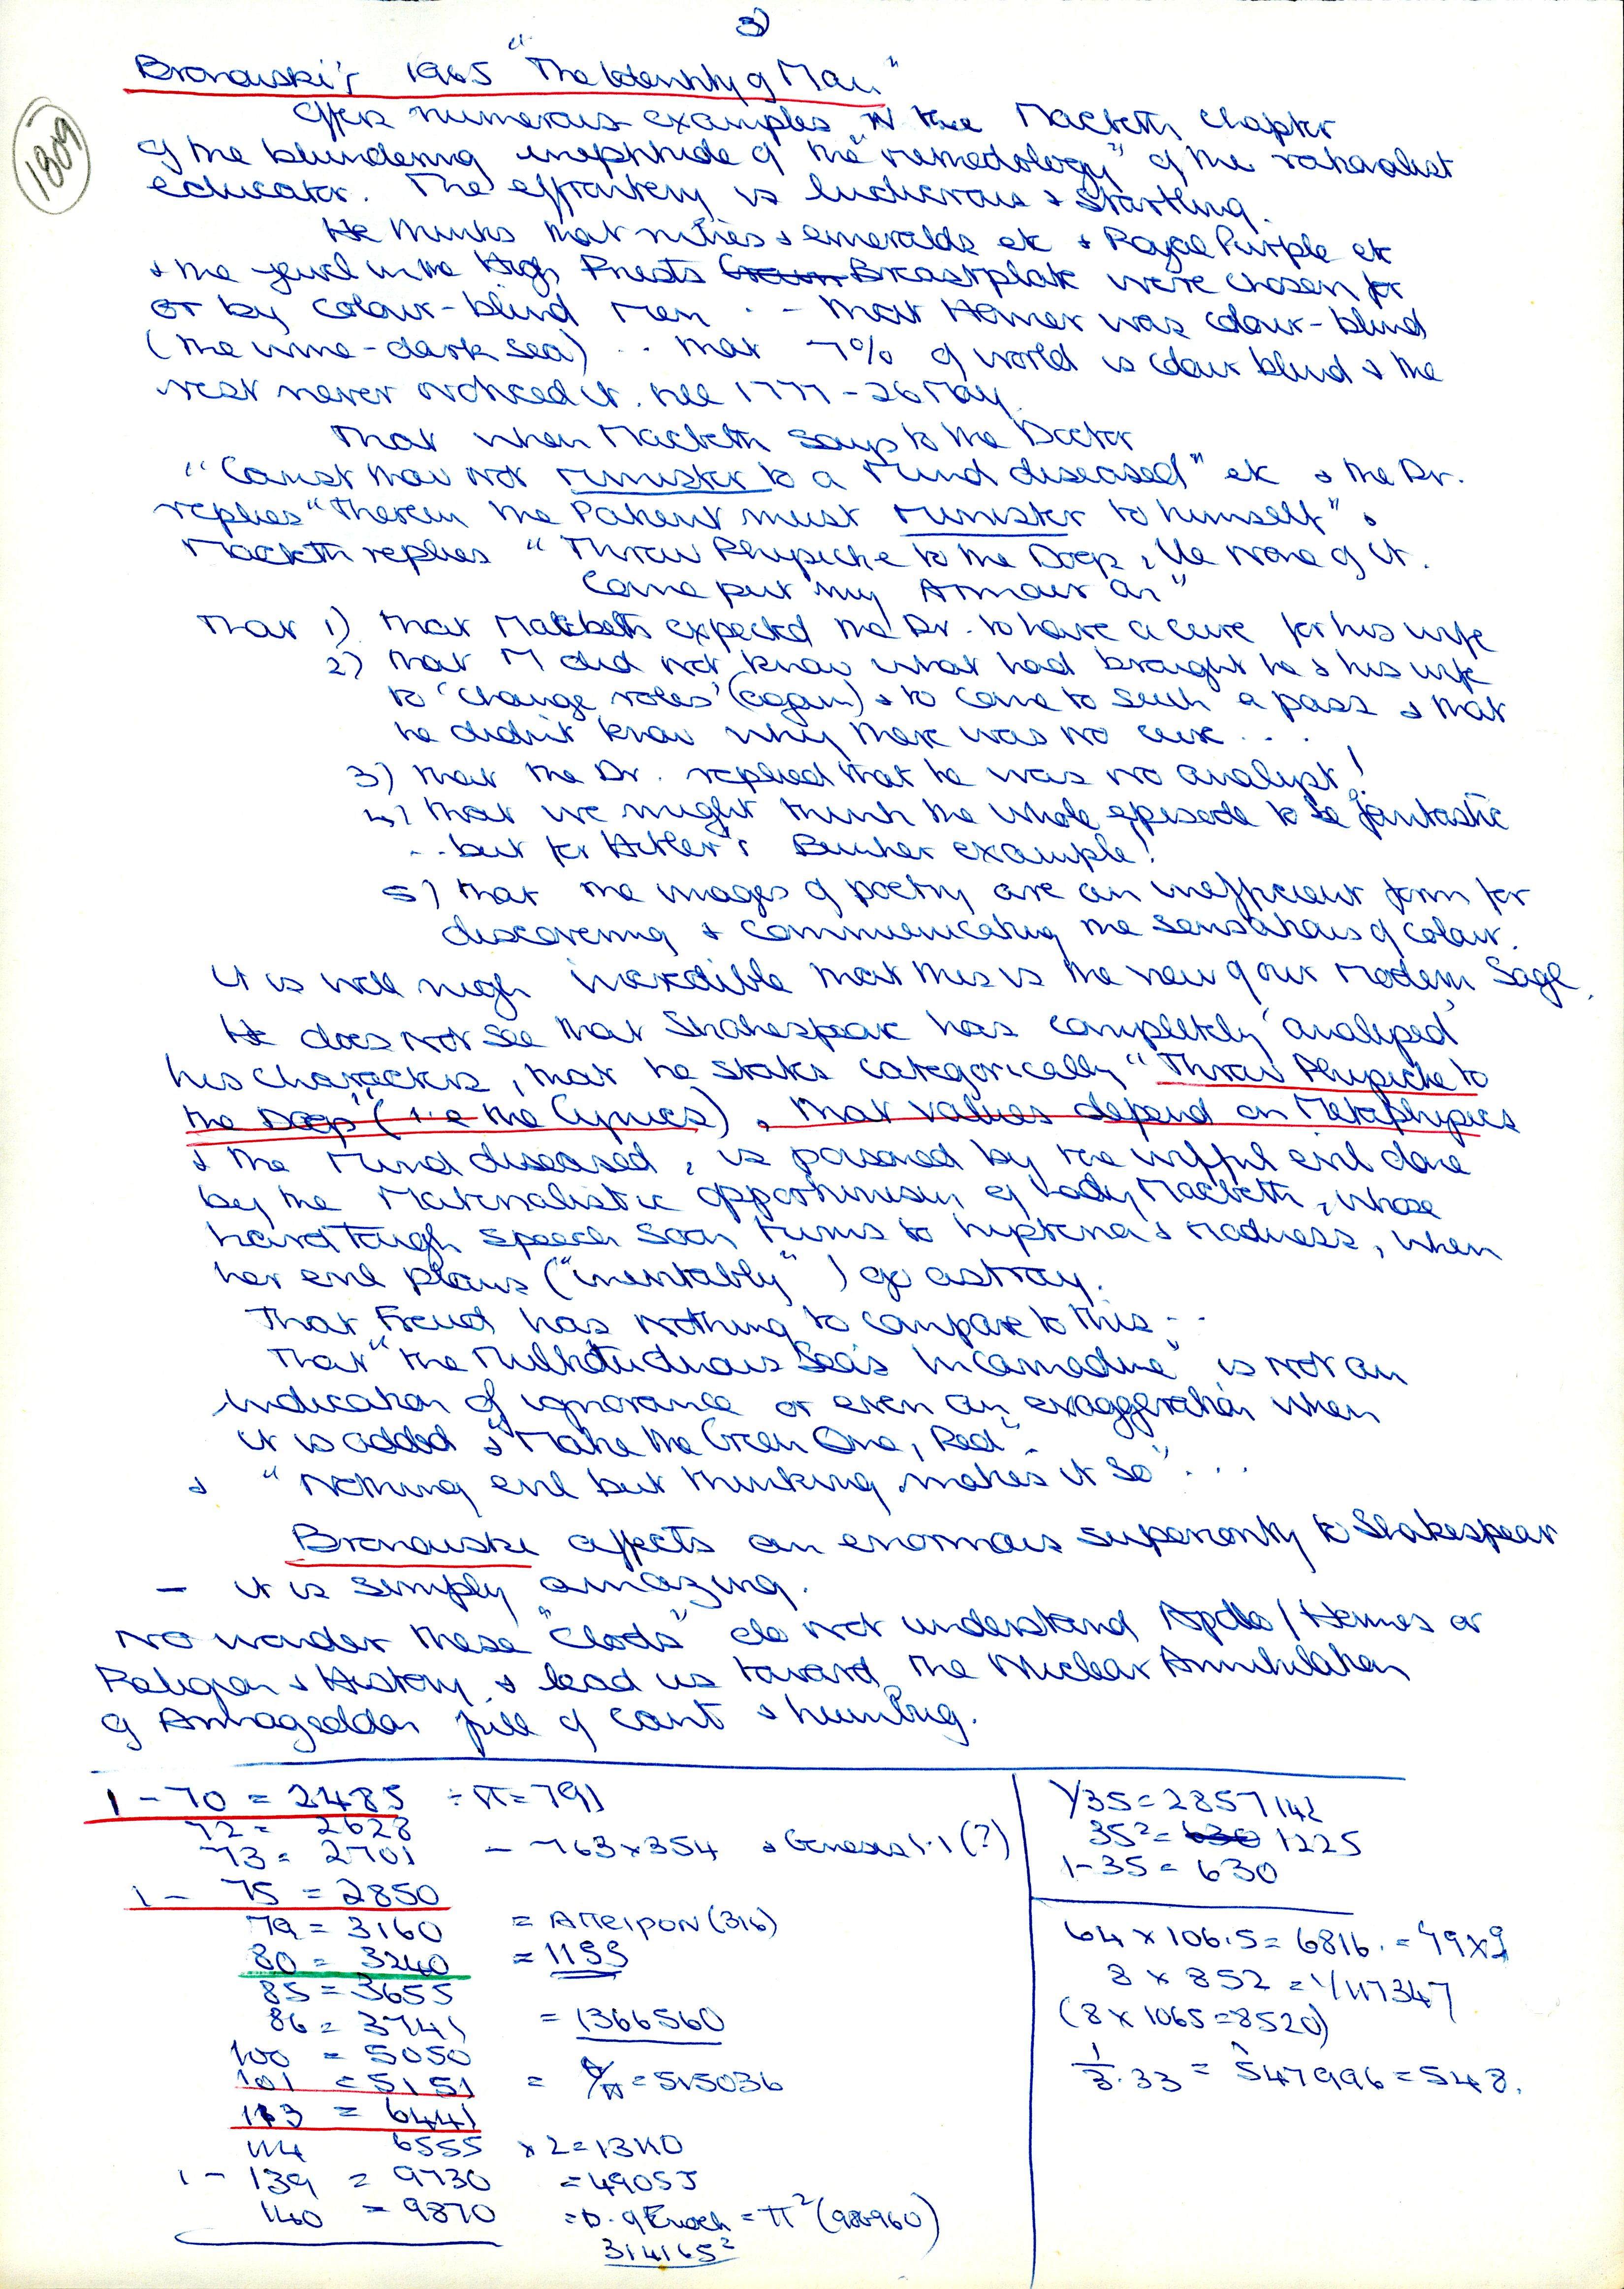 3)
1809
Bronowski's 1965 "The Identity of Man"
Offers numerous examples in the Macbeth chapter
of the blundering ineptitude of the "methodology" of the rationalist
educator. The effrontery is ludicrous & startling.
He thinks that rubies & emeralds etc & Royal Purple etc
& the jewel in the High Priests Breastplate were chosen for
or by colour-blind men .. - that Homer was colour-blind
(the wine-dark sea) .. that 7% of world is colour blind & the
rest never noticed it. till 1777 - 26 May.
That when Macbeth says to the Doctor
"Canst thou not minister to a Mind diseased" etc & the Dr.
replies "Therein the Patient must minister to himself" &
Macbeth replies "Throw Physicke to the Dogs, Ile none of it.
Come put my Armour on"
That 1) that Macbeth expected the Dr. to have a cure for his wife
2) that M did not know what had brought he & his wife
to 'change roles' (again) & to come to such a pass & that
he didn't know why there was no cure ...
3) that the Dr. replied that he was no analyst!
4) that we might think the whole episode to be fantastic
.. but for Hitler's Bunker example!
5) that the images of poetry are an inefficient form for
discovering & communicating the sensations of colour.
It is well nigh incredible that this is the view of our Modern Sage.
He does not see that Shakespeare has completely 'analysed'
his characters, that he states categorically "Throw Physicke to
the Dogs" (i.e the Cynics), that values depend on Metaphysics
& the Mind diseased, is poisoned by the wilful evil done
by the Materialistic opportunism of Lady Macbeth, whose
hard tough speech soon turns to hysteria & madness, when
her evil plans ("inevitably") go astray.
That Freud has nothing to compare to this ..
That "the Multitudinous Seas Incarnadine" is not an
indication of ignorance or even an exaggeration when
it is added & "Make the Green One, Red".
& "Nothing evil but thinking makes it so" ...
Bronowski affects an enormous superiority to Shakespear
- it is simply amazing.
No wonder these "Clods" do not understand Apollo / Hermes or
Religion & History & lead us toward the Nuclear Annihilation
of Armageddon full of cant & humbug.
1 - 70 = 2485 ÷ π = 791
72 = 2628
73 = 2701 - 763 x 354 & Genesis 1.1 (?)
1 - 75 = 2850
79 = 3160 = Απειρον (316)
80 = 3240 = 1155
85 = 3655
86 = 3741 = 1366560
100 = 5050
101 = 5151 = /π = 515036
113 = 6441
114 6555 x 2 = 13110
1 - 139 = 9730 = 49055
140 = 9870 = D. of Enoch = π² (986960)
314165²
1/35 = 2857142
35² = 630 1225
1-35 = 630
64 x 106.5 = 6816. = 79 x 9
8 x 852 = 1/117347
(8 x 1065 = 8520)
1/3.33 = 547996 = 548.